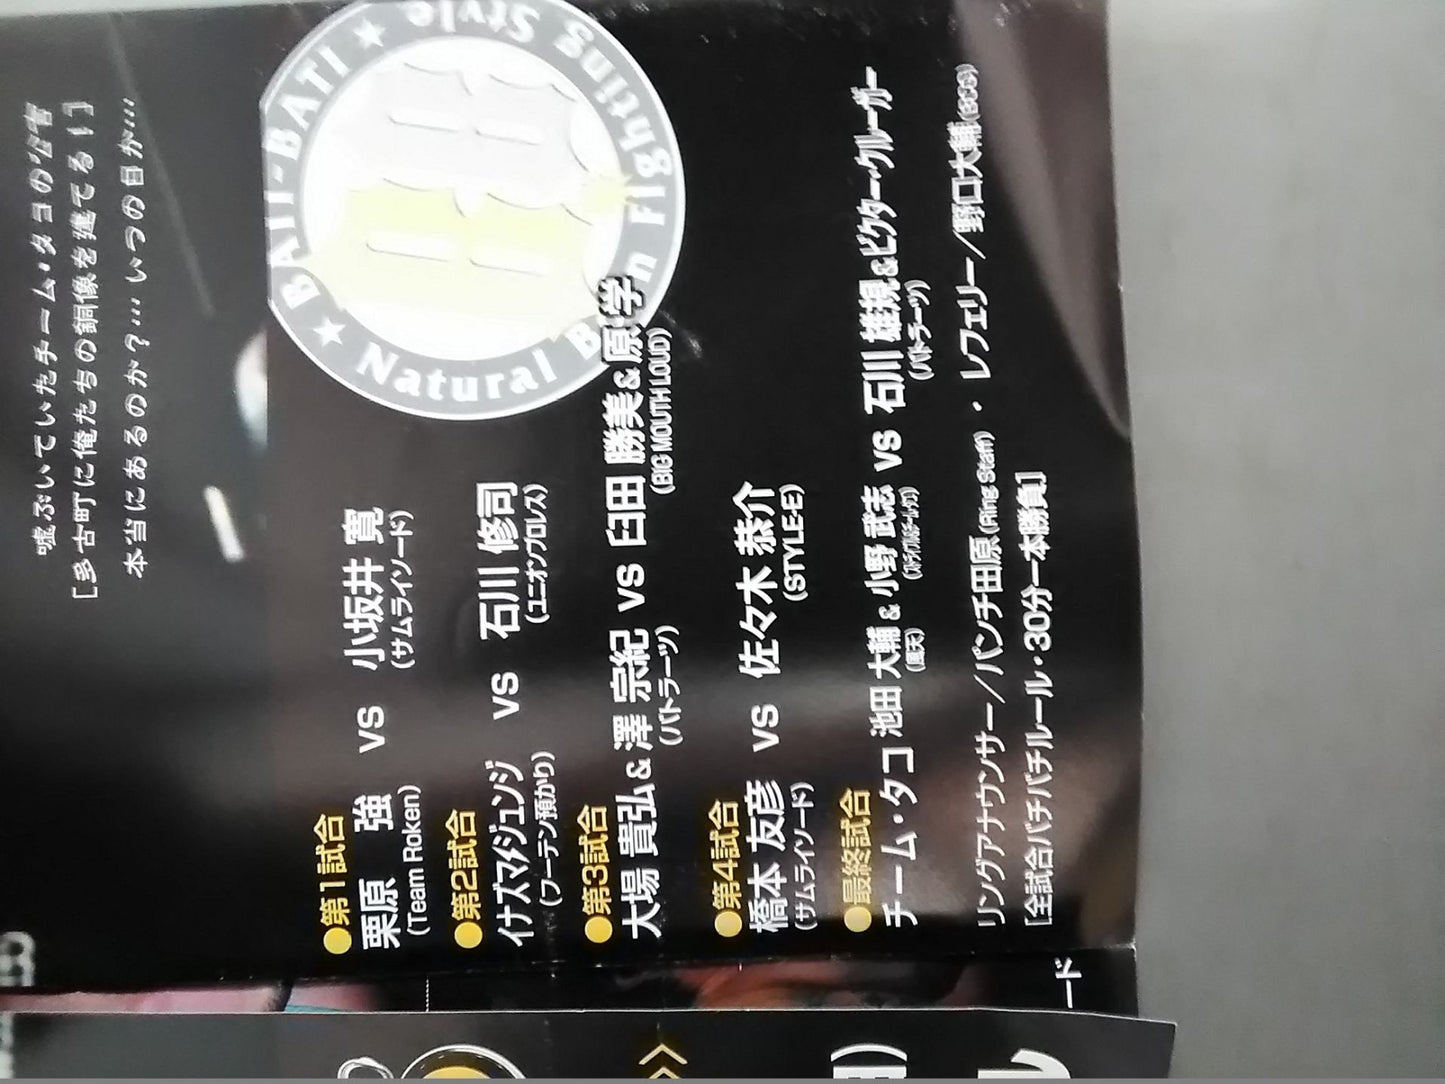 嘘ぶいていたチーム・タコの公言
[多古町に俺たちの銅像を建てる！]
本当にあるのか？… いつの日か…
★ BATI-BATI ★
Natural Born Fighting Style
●第1試合
栗原 強 vs 小坂井 寛
(Team Roken) (サムライソード)
●第2試合
イナズマ/ジュンジ vs 石川 修司
(フーテン預かり) (ユニオンプロレス)
●第3試合
大場 貴弘 & 澤 宗紀 vs 臼田 勝美 & 原 学
(バトラーツ) (BIG MOUTH LOUD)
●第4試合
橋本 友彦 vs 佐々木 恭介
(サムライソード) (STYLE-E)
●最終試合
チーム・タコ 池田 大輔 & 小野 武志 vs 石川 雄規 & ビクター・クルーガー
(風天) (バトラーツ)
リングアナウンサー／パンチ田原(Ring Staff) ・ レフェリー／野口大輔(BCG)
[全試合バチバチルール・30分一本勝負]
ード